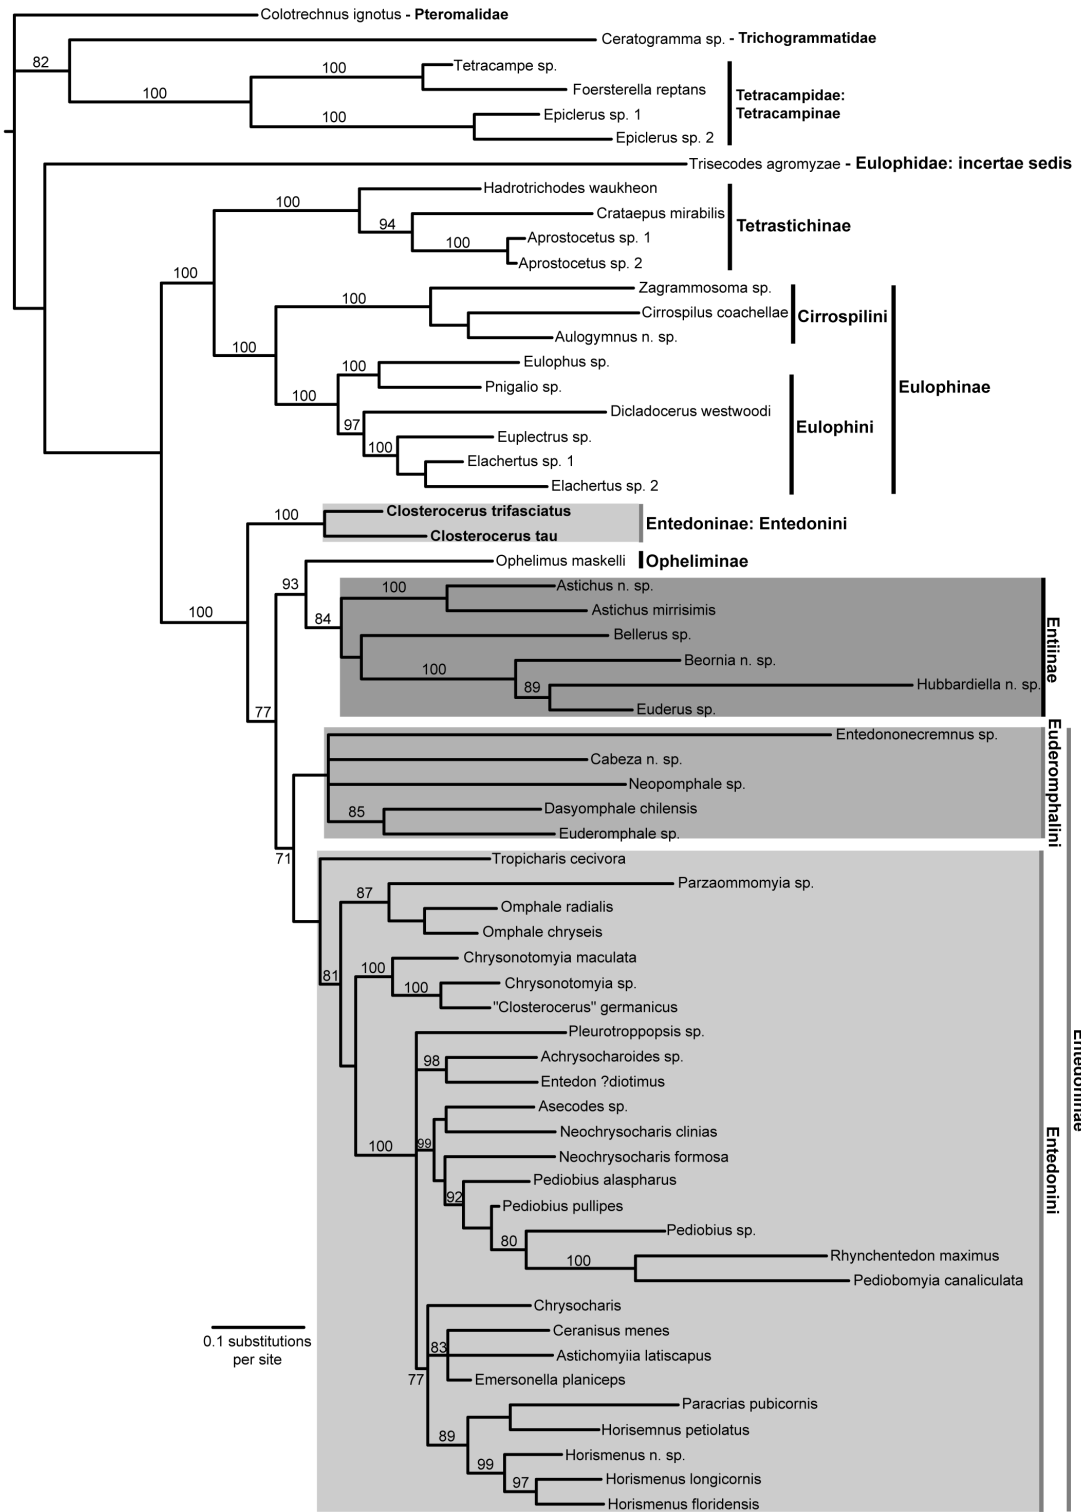 Colotrechnus ignotus - Pteromalidae
Ceratogramma sp. - Trichogrammatidae
82
Tetracampe sp.
100
Foersterella reptans
100
Tetracampidae:
Tetracampinae
Epiclerus sp. 1
100
Epiclerus sp. 2
Trisecodes agromyzae - Eulophidae: incertae sedis
Hadrotrichodes waukheon
100
Crataepus mirabilis
94
Tetrastichinae
Aprostocetus sp. 1
100
Aprostocetus sp. 2
100
Zagrammosoma sp.
100
Cirrospilus coachellae
Cirrospilini
Aulogymnus n. sp.
100
Eulophus sp.
100
Pnigalio sp.
Eulophinae
100
Dicladocerus westwoodi
97
Eulophini
Euplectrus sp.
100
Elachertus sp. 1
Elachertus sp. 2
Closterocerus trifasciatus
100
Entedoninae: Entedonini
Closterocerus tau
Ophelimus maskelli
Opheliminae
93
Astichus n. sp.
100
Astichus mirrisimis
100
84
Bellerus sp.
Entiinae
Beornia n. sp.
100
Hubbardiella n. sp.
89
Euderus sp.
77
Entedononecremnus sp.
Cabeza n. sp.
Euderomphalini
Neopomphale sp.
Dasyomphale chilensis
85
Euderomphale sp.
71
Tropicharis cecivora
Parzaommomyia sp.
87
Omphale radialis
Omphale chryseis
Chrysonotomyia maculata
100
81
Chrysonotomyia sp.
100
"Closterocerus" germanicus
Pleurotroppopsis sp.
Achrysocharoides sp.
98
Entedon ?diotimus
Entedoninae
Asecodes sp.
Neochrysocharis clinias
99
100
Neochrysocharis formosa
Entedonini
Pediobius alaspharus
92
Pediobius pullipes
Pediobius sp.
80
Rhynchentedon maximus
100
Pediobomyia canaliculata
Chrysocharis
Ceranisus menes
0.1 substitutions
per site
83
Astichomyiia latiscapus
77
Emersonella planiceps
Paracrias pubicornis
Horisemnus petiolatus
89
Horismenus n. sp.
99
Horismenus longicornis
97
Horismenus floridensis